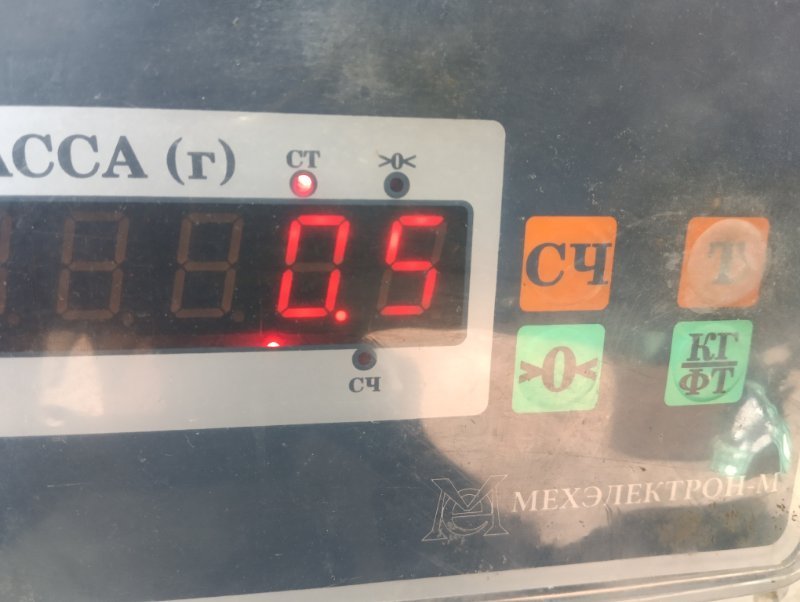 АССА (г)
СТ
>0<
0.5
СЧ
СЧ
Т
>0<
КГ
ФТ
МЕХЭЛЕКТРОН-М